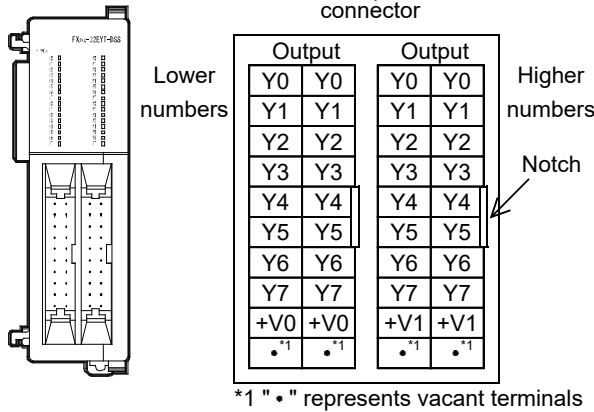 connector
FX5-32EYT-DSS
Lower numbers
Output Output
Y0 Y0 Y0 Y0
Y1 Y1 Y1 Y1
Y2 Y2 Y2 Y2
Y3 Y3 Y3 Y3
Y4 Y4 Y4 Y4
Y5 Y5 Y5 Y5
Y6 Y6 Y6 Y6
Y7 Y7 Y7 Y7
+V0 +V0 +V1 +V1
•*1 •*1 •*1 •*1
Higher numbers
Notch
*1 " • " represents vacant terminals